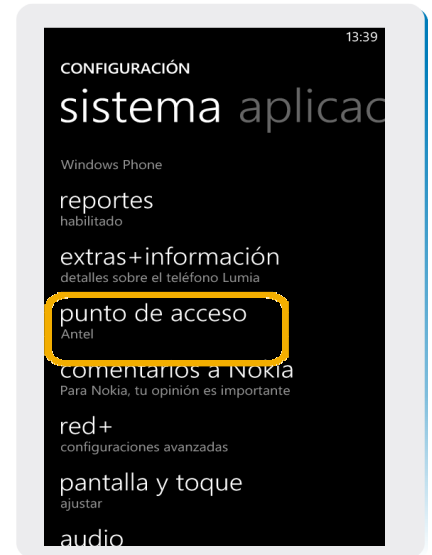 13:39
CONFIGURACIÓN
sistema aplicac
Windows Phone
reportes
habilitado
extras+información
detalles sobre el teléfono Lumia
punto de acceso
Antel
comentarios a Nokia
Para Nokia, tu opinión es importante
red+
configuraciones avanzadas
pantalla y toque
ajustar
audio